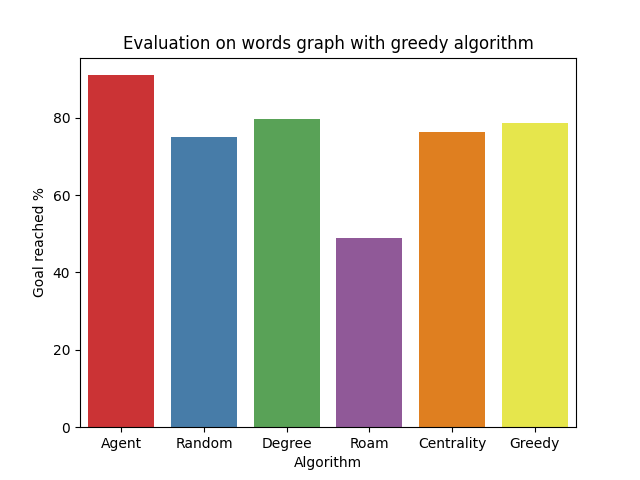 Evaluation on words graph with greedy algorithm
Goal reached %
80
60
40
20
0
Agent Random Degree Roam Centrality Greedy
Algorithm